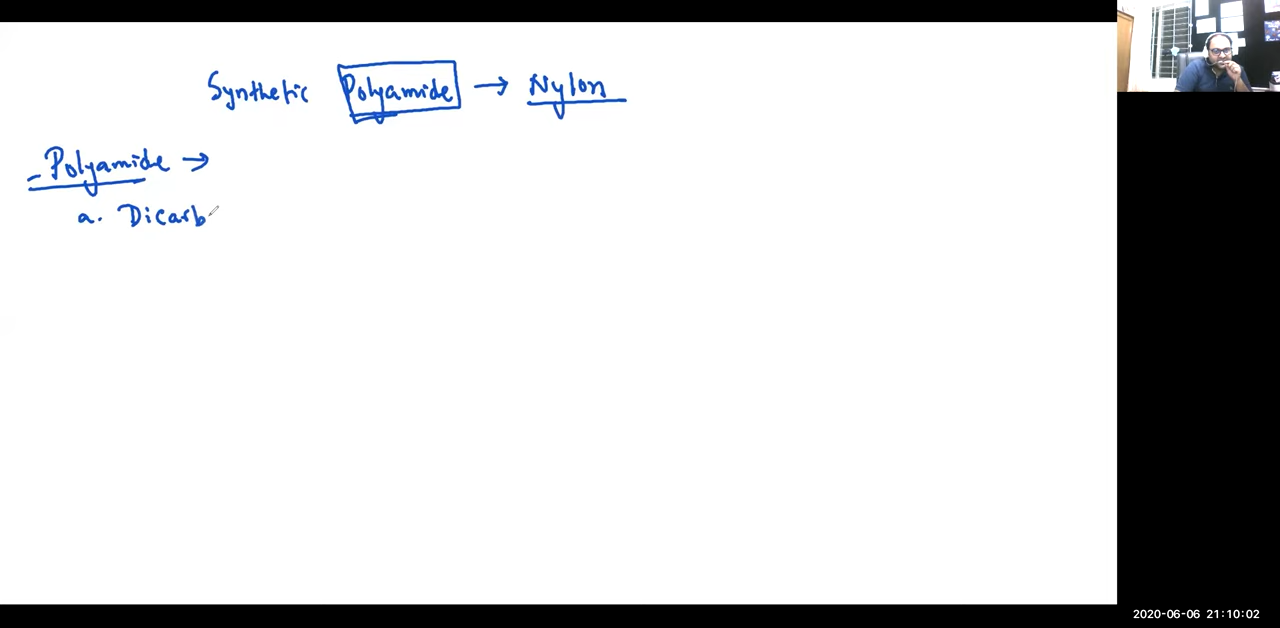 Synthetic Polyamide → Nylon
- Polyamide →
a. Dicarb
2020-06-06 21:10:02